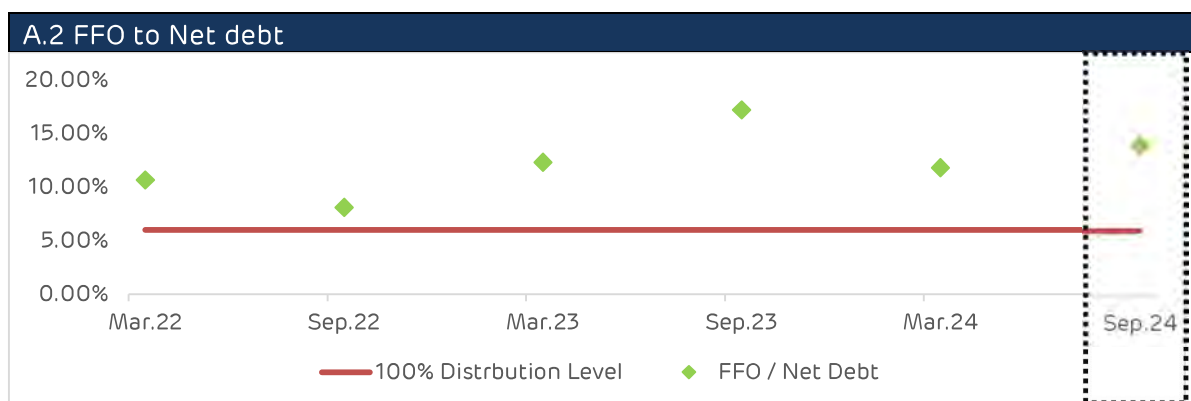 A.2 FFO to Net debt
20.00%
15.00%
10.00%
5.00%
0.00%
Mar.22 Sep.22 Mar.23 Sep.23 Mar.24 Sep.24
100% Distrbution Level FFO / Net Debt